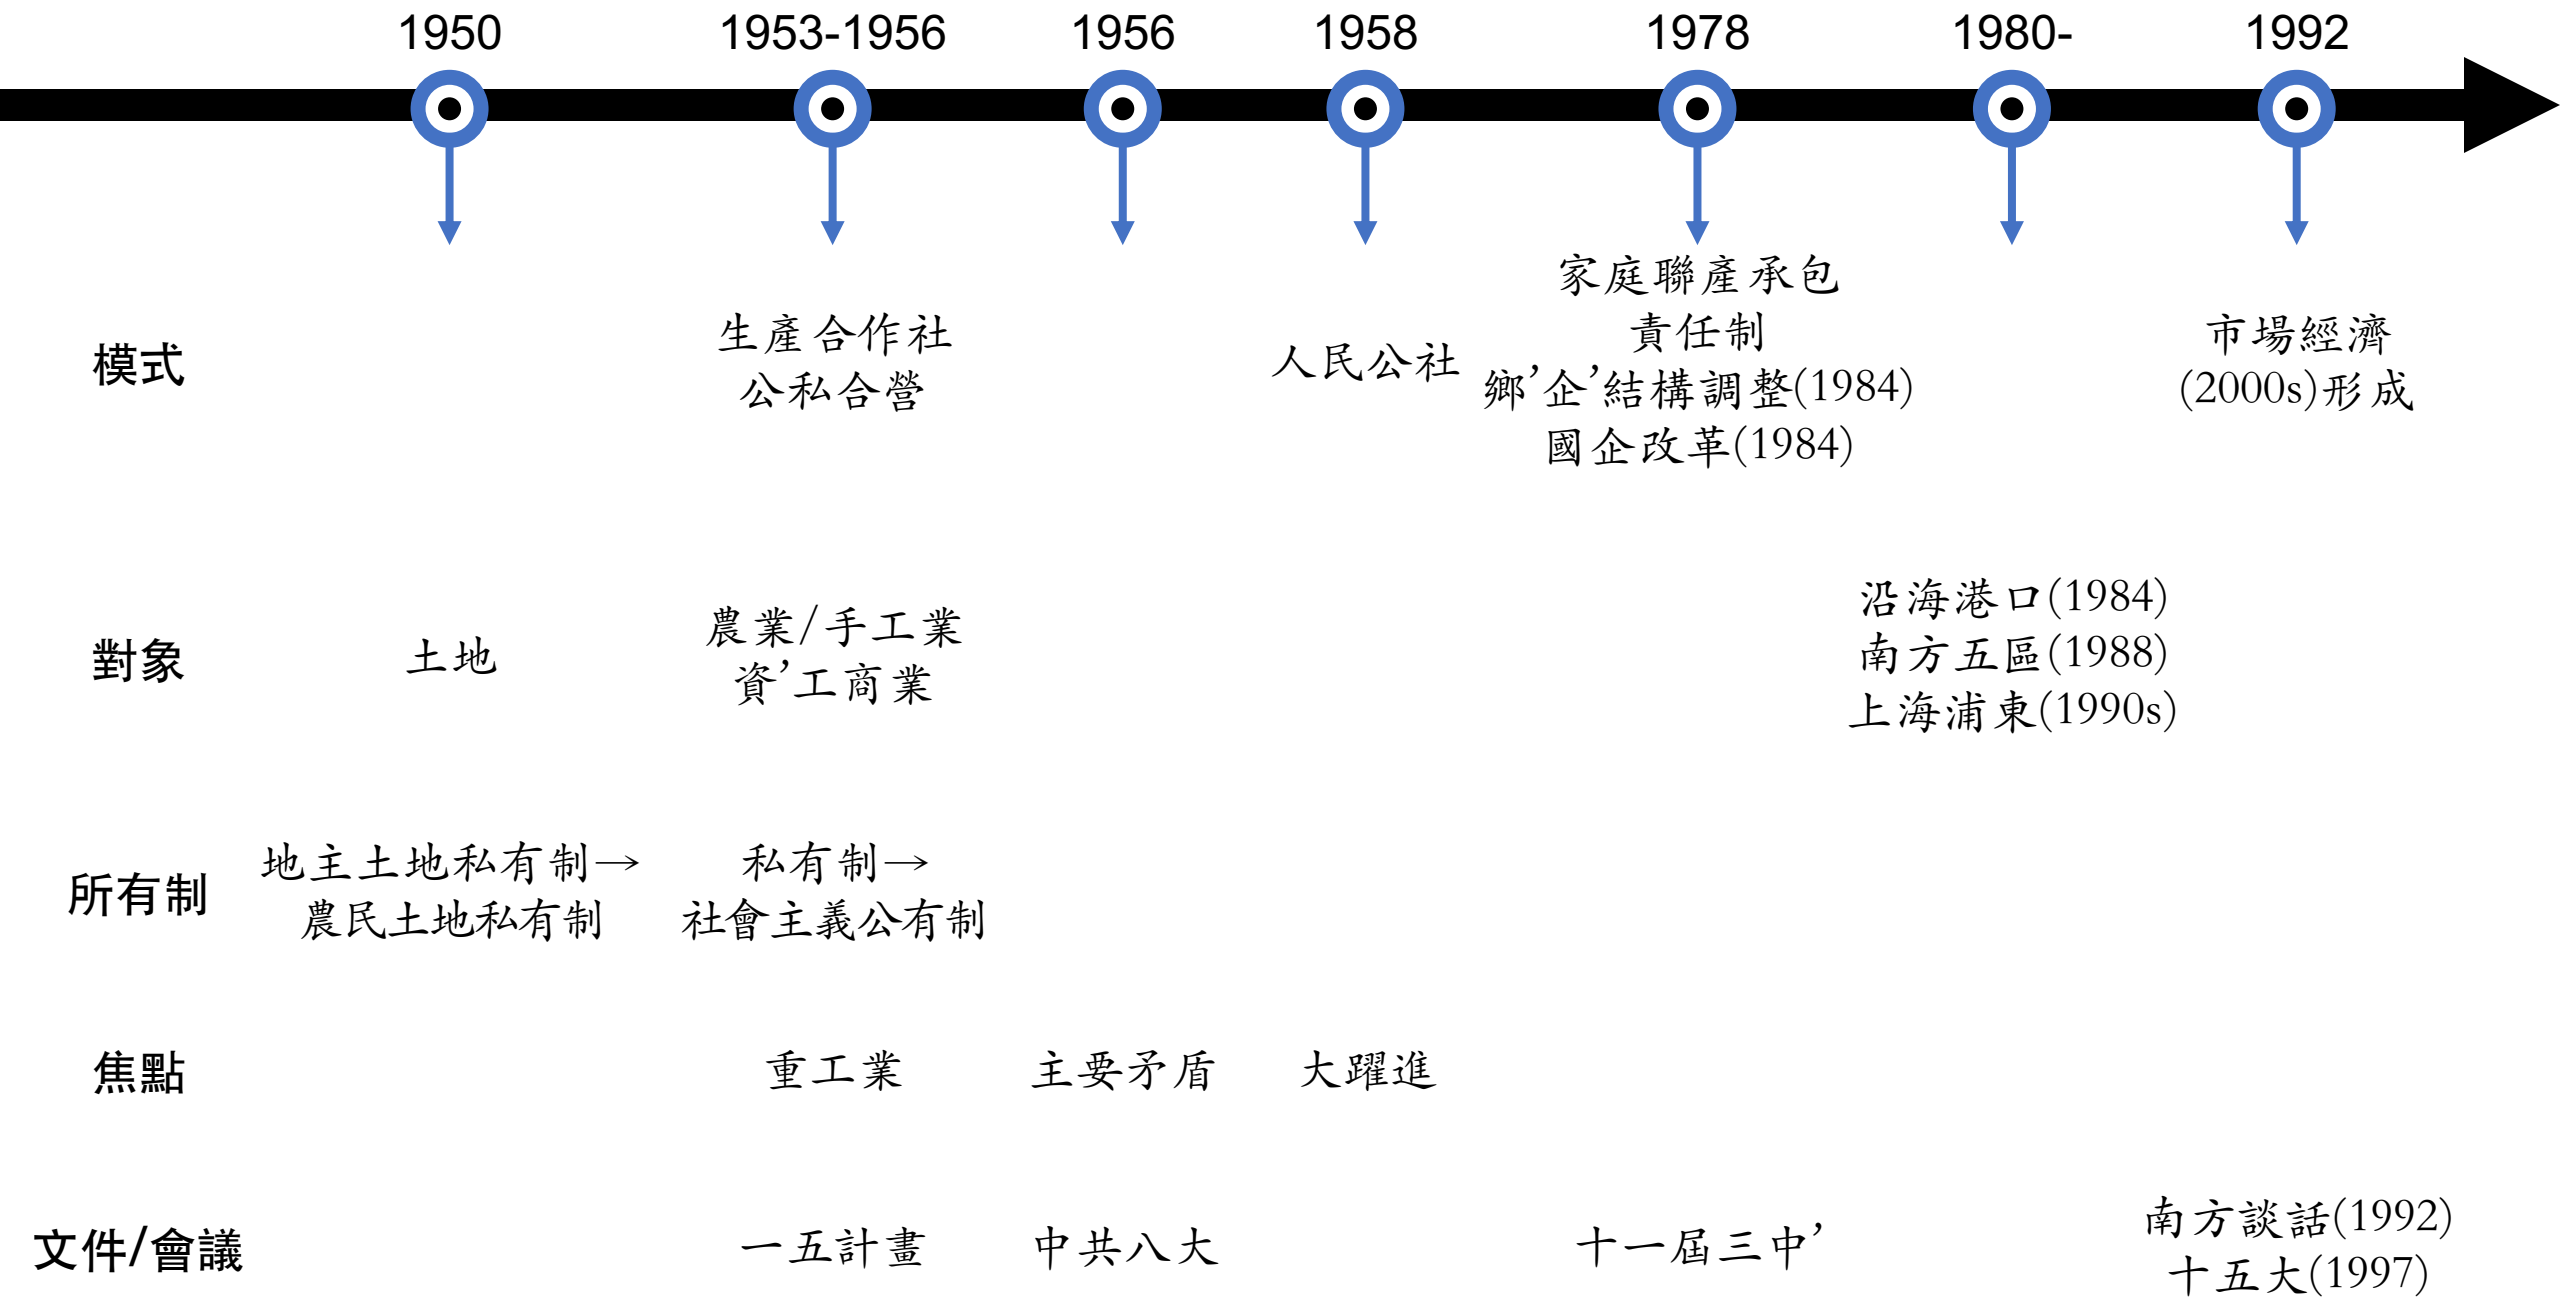 1950
1953-1956
1956
1958
1978
1980-
1992
模式
生產合作社
公私合營
人民公社
家庭聯產承包
責任制
鄉’企’結構調整(1984)
國企改革(1984)
市場經濟
(2000s)形成
對象
土地
農業/手工業
資’工商業
沿海港口(1984)
南方五區(1988)
上海浦東(1990s)
所有制
地主土地私有制→
農民土地私有制
私有制→
社會主義公有制
焦點
重工業
主要矛盾
大躍進
文件/會議
一五計畫
中共八大
十一屆三中’
南方談話(1992)
十五大(1997)